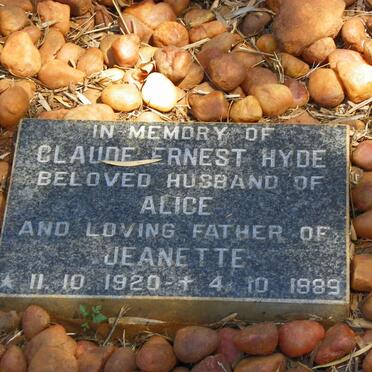 IN MEMORY OF
CLAUDE ERNEST HYDE
BELOVED HUSBAND OF
ALICE
AND LOVING FATHER OF
JEANETTE
* 11. 10. 1920 - + 4. 10. 1989